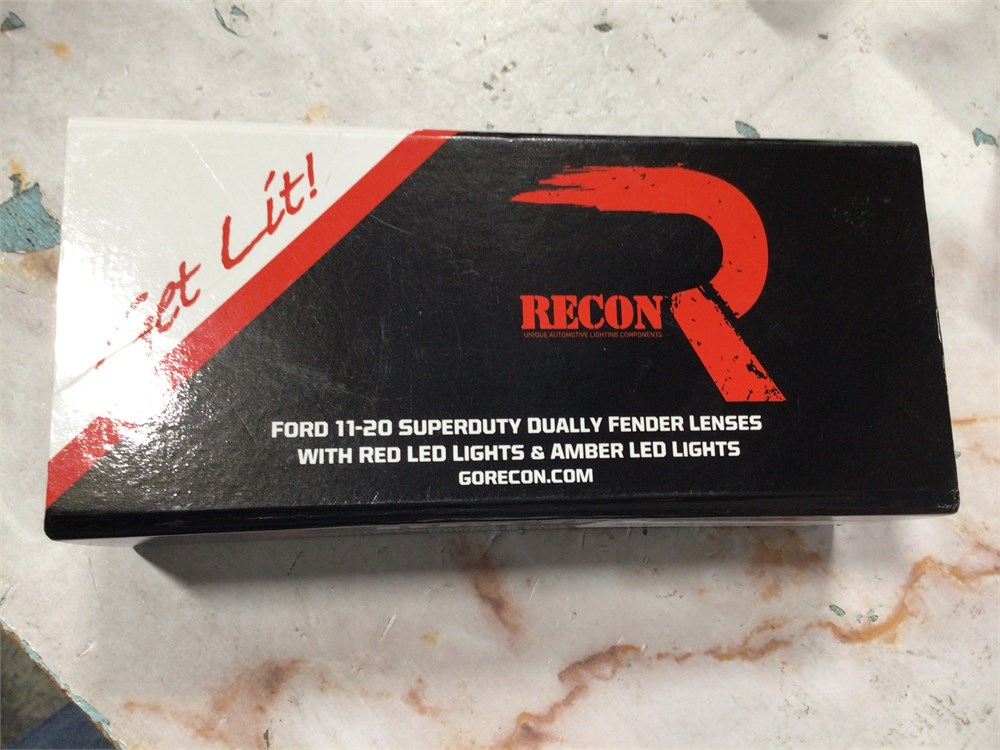 Get Lit!
RECON
UNIQUE AUTOMOTIVE LIGHTING COMPONENTS
FORD 11-20 SUPERDUTY DUALLY FENDER LENSES
WITH RED LED LIGHTS & AMBER LED LIGHTS
GORECON.COM